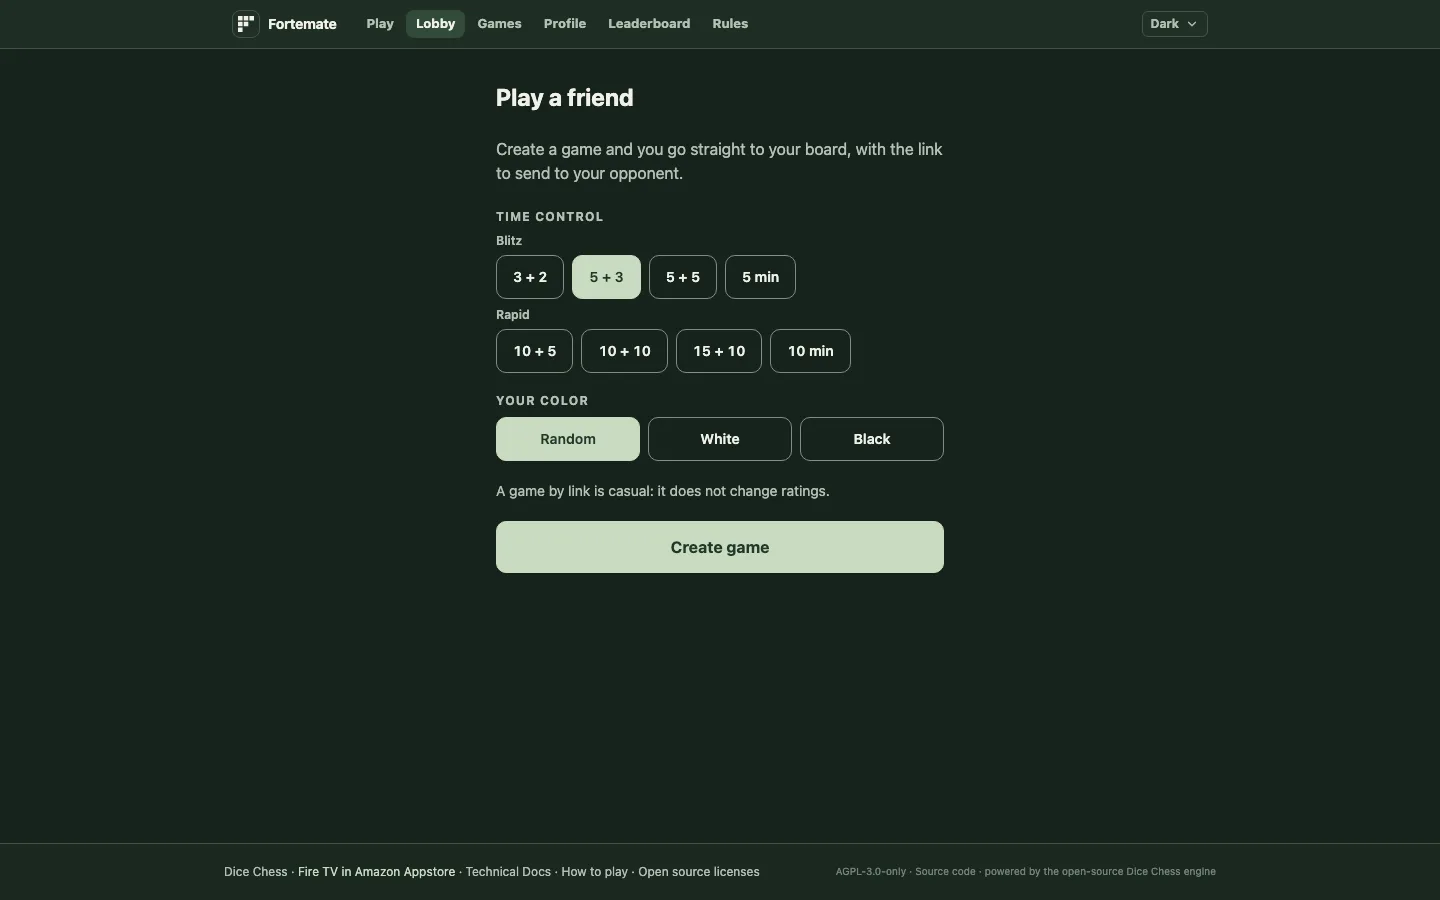 Fortemate Play Lobby Games Profile Leaderboard Rules Dark
Play a friend
Create a game and you go straight to your board, with the link
to send to your opponent.
TIME CONTROL
Blitz
3 + 2 5 + 3 5 + 5 5 min
Rapid
10 + 5 10 + 10 15 + 10 10 min
YOUR COLOR
Random White Black
A game by link is casual: it does not change ratings.
Create game
Dice Chess · Fire TV in Amazon Appstore · Technical Docs · How to play · Open source licenses AGPL-3.0-only · Source code · powered by the open-source Dice Chess engine